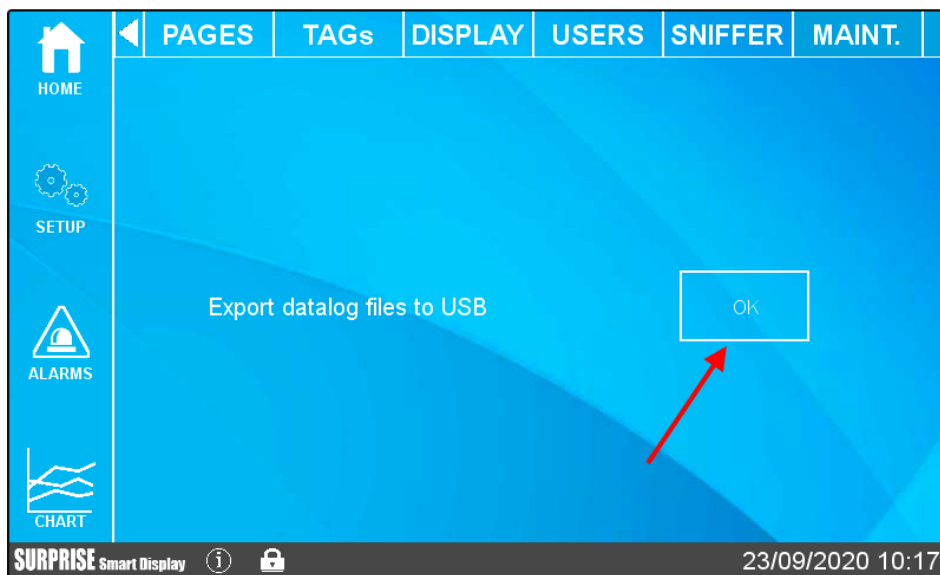 PAGES TAGs DISPLAY USERS SNIFFER MAINT.
HOME
SETUP
Export datalog files to USB OK
ALARMS
CHART
SURPRISE Smart Display i 23/09/2020 10:17